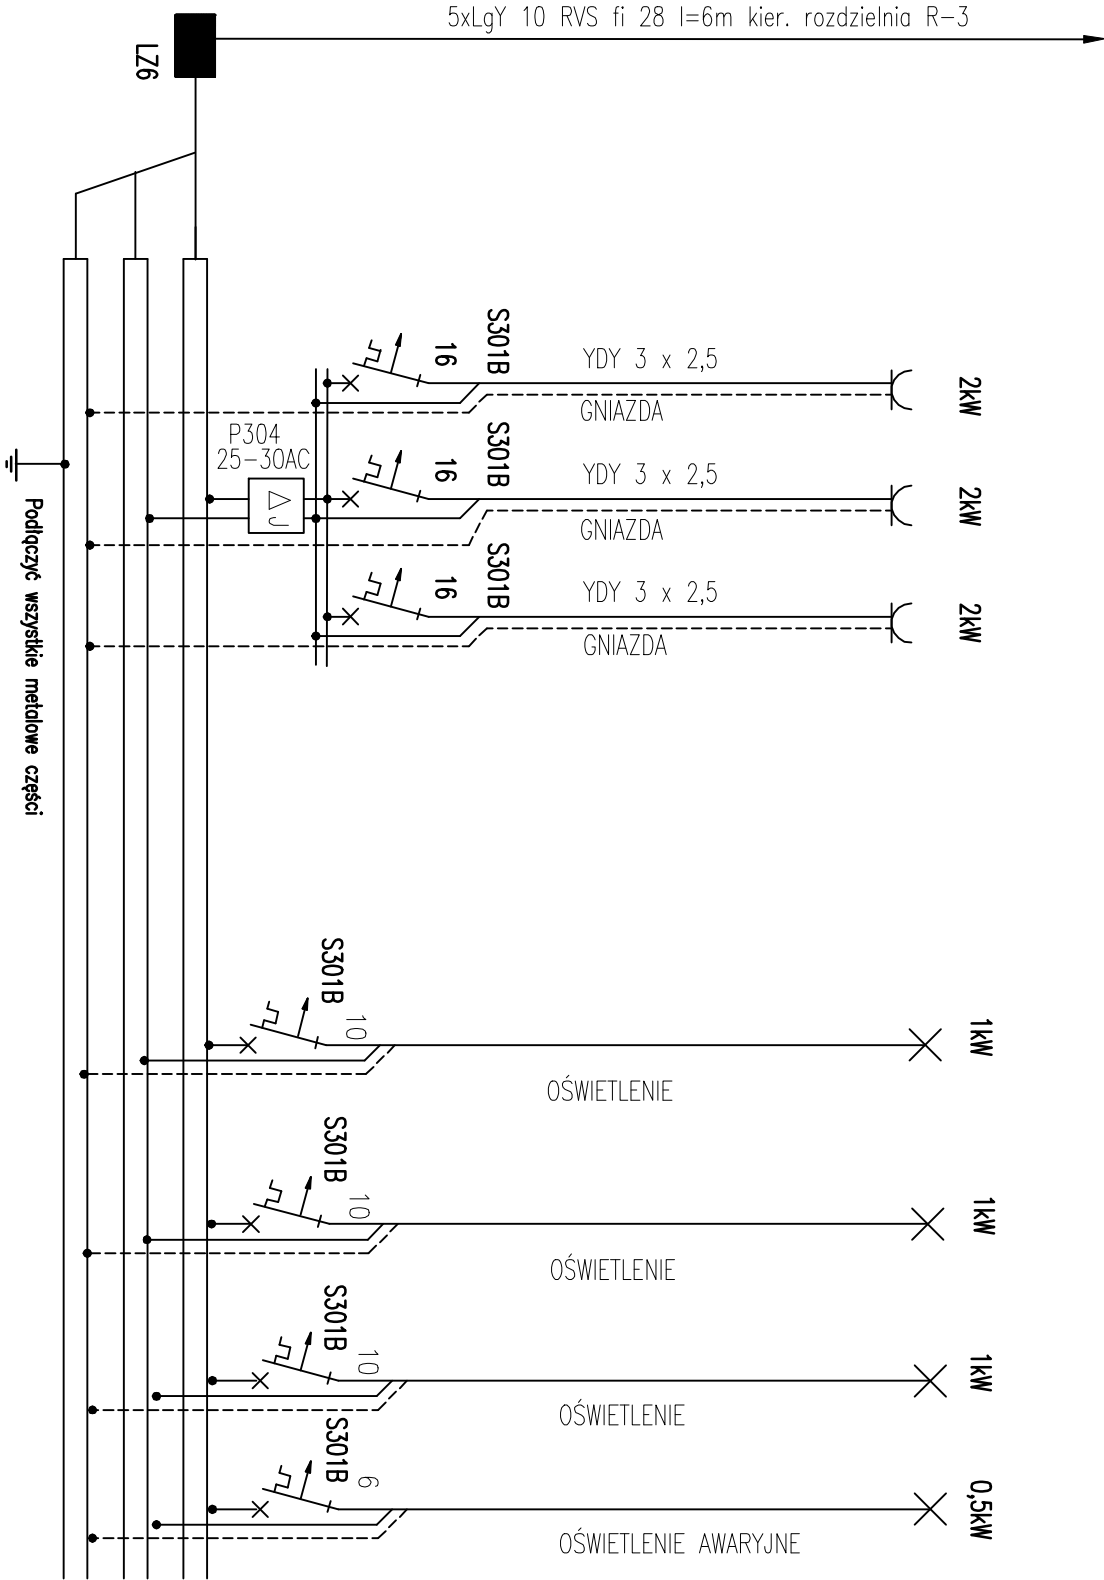 5xLgY 10 RVS fi 28 l=6m kier. rozdzielnia R-3
LZ6
S301B
16
YDY 3 x 2,5
GNIAZDA
2kW
P304
25-30AC
S301B
16
YDY 3 x 2,5
GNIAZDA
2kW
△J
S301B
16
YDY 3 x 2,5
GNIAZDA
2kW
Podłączyć wszystkie metalowe części
S301B
10
OŚWIETLENIE
1kW
S301B
10
OŚWIETLENIE
1kW
S301B
10
OŚWIETLENIE
1kW
S301B
6
OŚWIETLENIE AWARYJNE
0,5kW